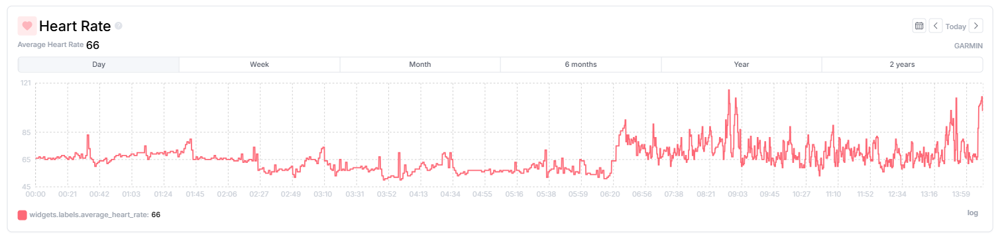 Heart Rate ?
Today
Average Heart Rate 66
GARMIN
Day Week Month 6 months Year 2 years
121
85
65
45
00:00 00:21 00:42 01:03 01:24 01:45 02:06 02:27 02:49 03:10 03:31 03:52 04:13 04:34 04:55 05:16 05:38 05:59 06:20 06:56 07:38 08:21 09:03 09:45 10:27 11:10 11:52 12:34 13:16 13:59
widgets.labels.average_heart_rate: 66
log